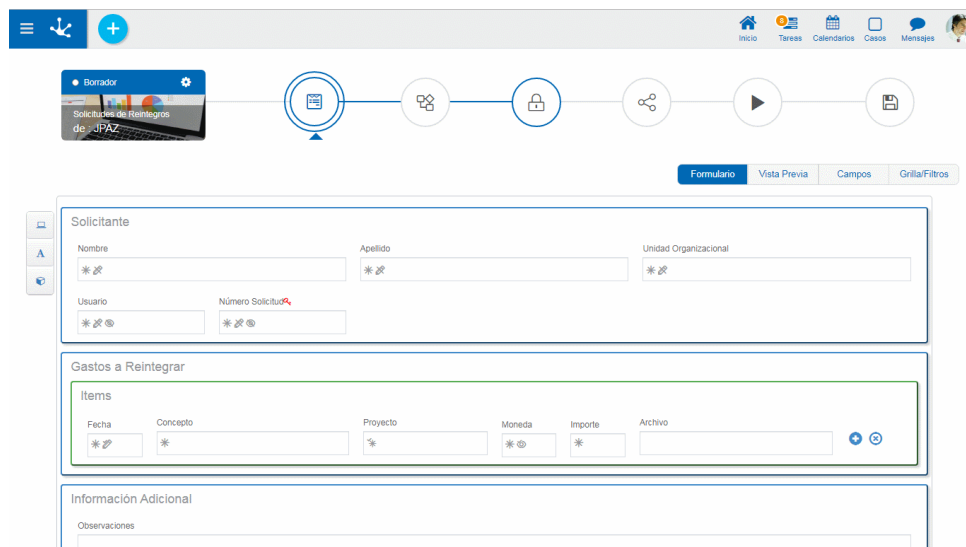 8
Inicio Tareas Calendarios Casos Mensajes
Borrador
Solicitudes de Reintegros
de : JPAZ
Formulario Vista Previa Campos Grilla/Filtros
A
Solicitante
Nombre Apellido Unidad Organizacional
Usuario Número Solicitud
Gastos a Reintegrar
Items
Fecha Concepto Proyecto Moneda Importe Archivo
Información Adicional
Observaciones